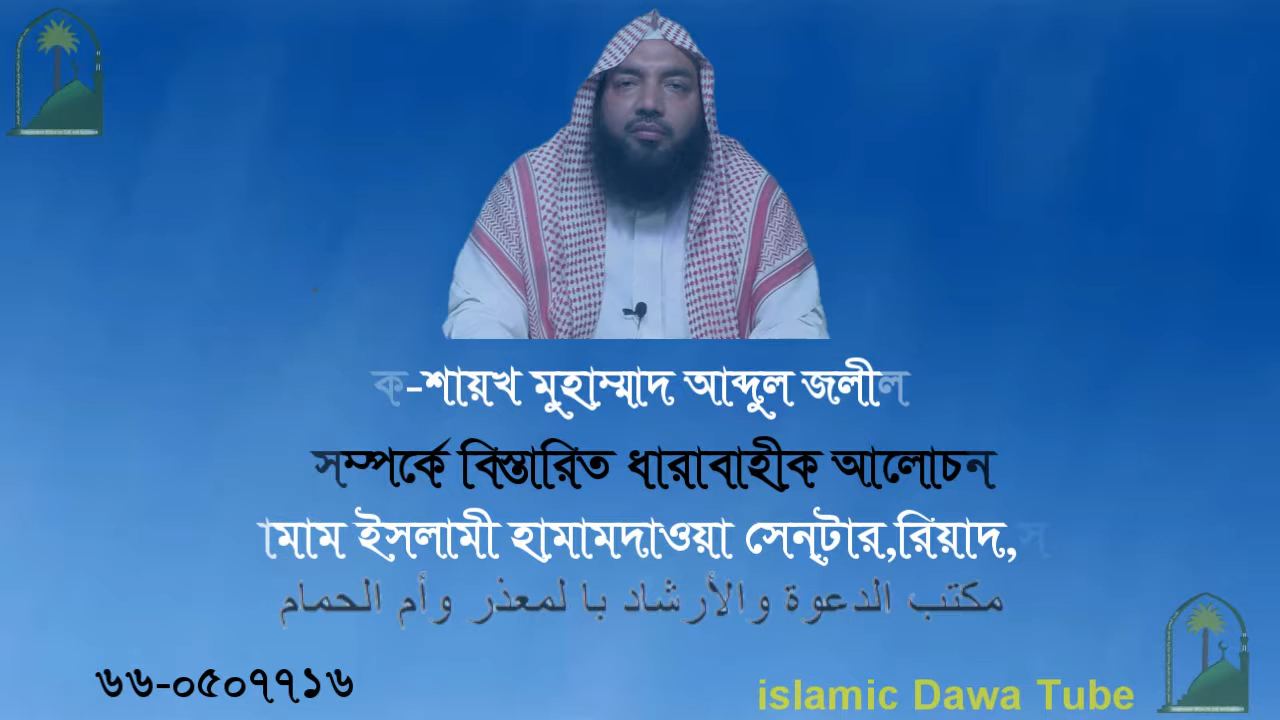 ক-শায়খ মুহাম্মাদ আব্দুল জলীল
সম্পর্কে বিস্তারিত ধারাবাহীক আলোচন
ামাম ইসলামী হামামদাওয়া সেন্টার,রিয়াদ,স
مكتب الدعوة والأرشاد با لمعذر وأم الحمام
৬৬-০৫০৭৭১৬
islamic Dawa Tube